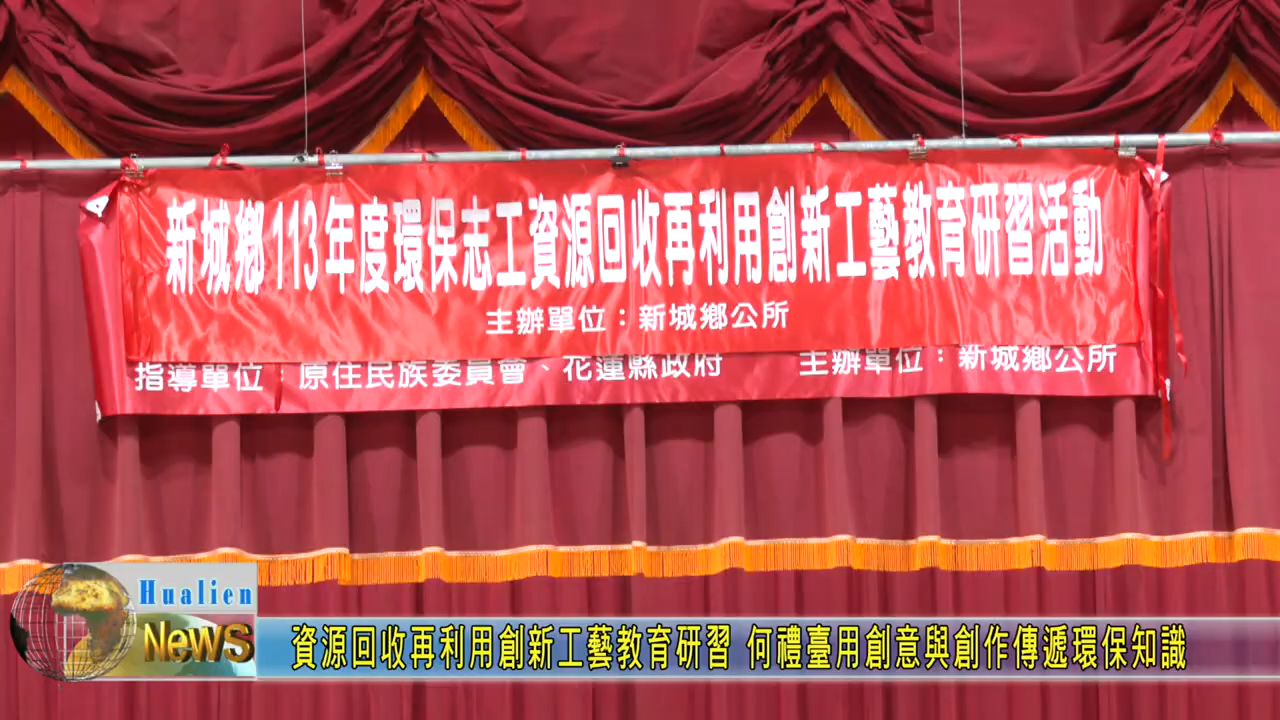 新城鄉113年度環保志工資源回收再利用創新工藝教育研習活動
主辦單位：新城鄉公所
指導單位：原住民族委員會、花蓮縣政府 主辦單位：新城鄉公所
Hualien
News
資源回收再利用創新工藝教育研習 何禮臺用創意與創作傳遞環保知識